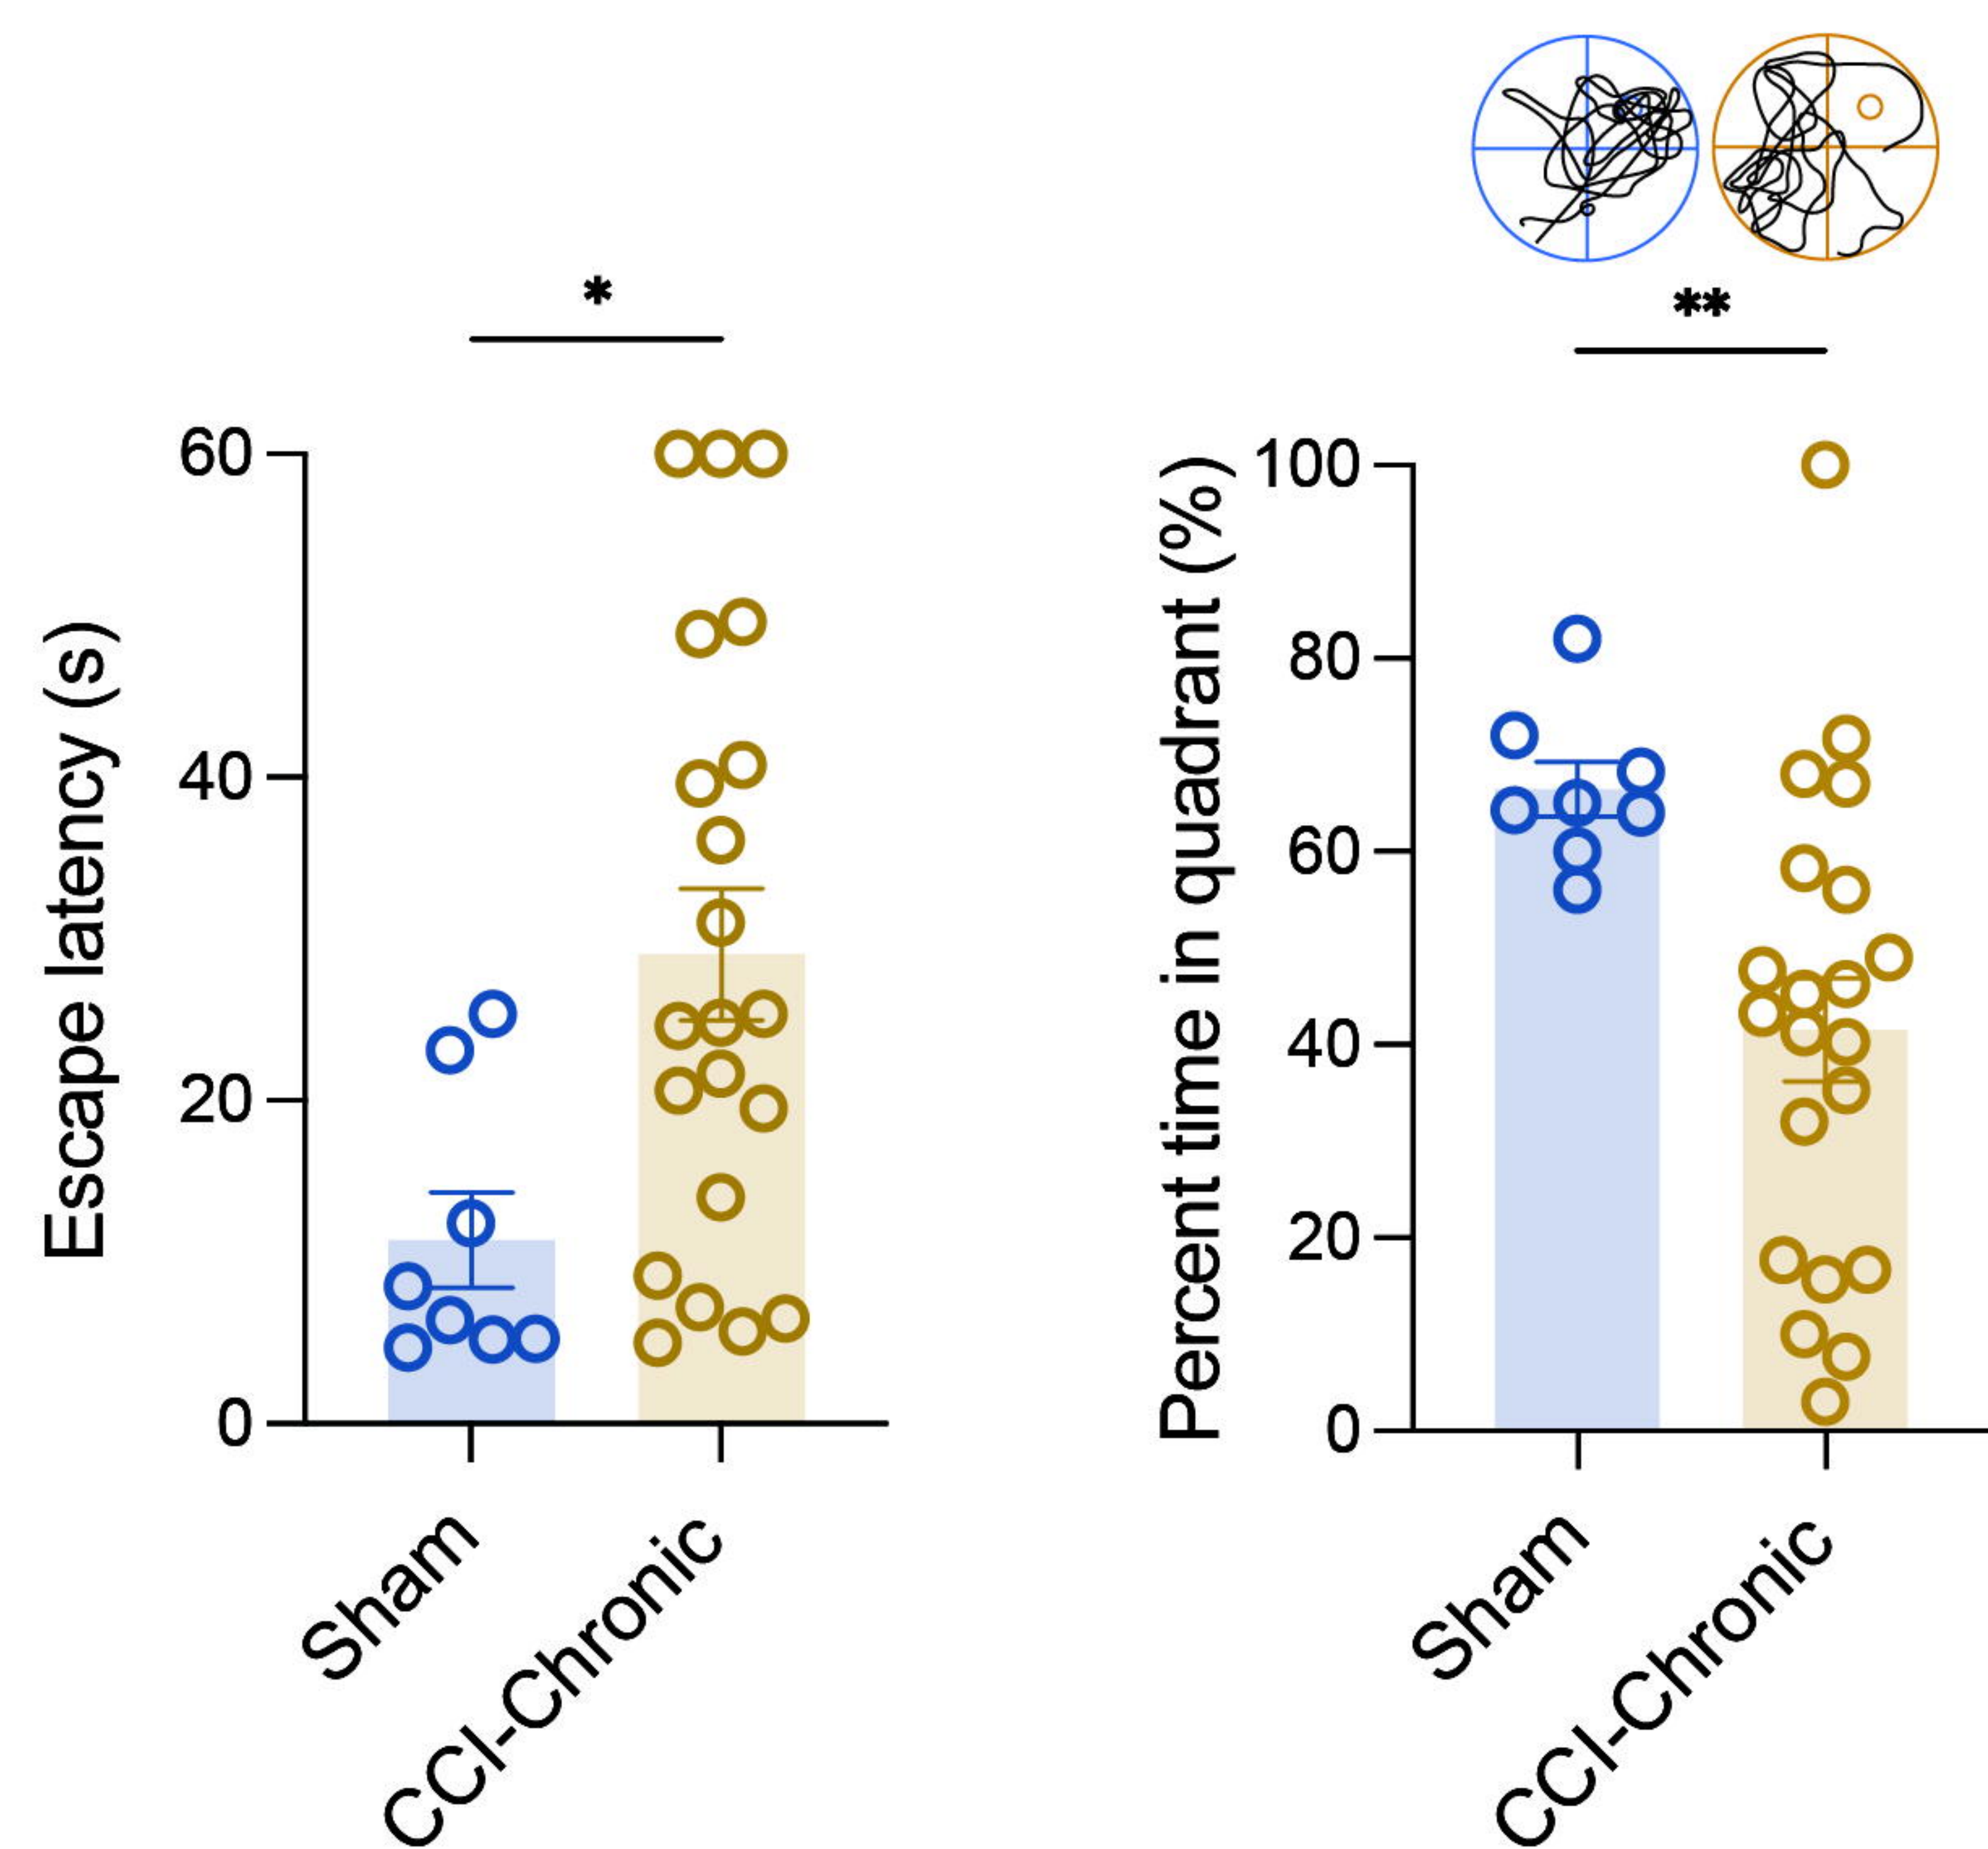 *
60
40
20
0
Escape latency (s)
Sham
CCI-Chronic
**
100
80
60
40
20
0
Percent time in quadrant (%)
Sham
CCI-Chronic